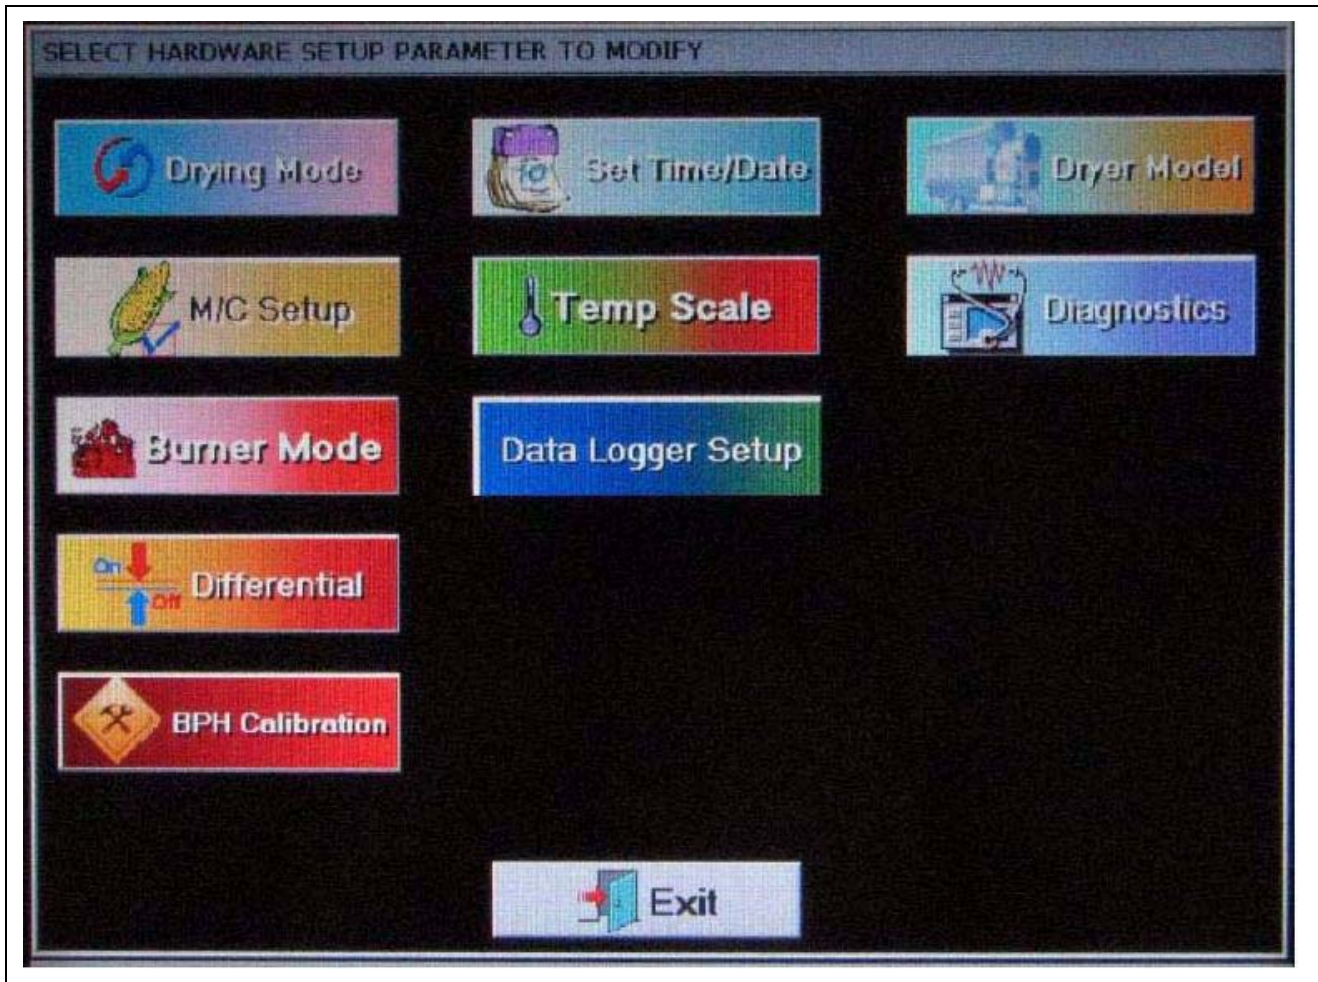 SELECT HARDWARE SETUP PARAMETER TO MODIFY
Drying Mode
Set Time/Date
Dryer Model
M/C Setup
Temp Scale
Diagnostics
Burner Mode
Data Logger Setup
On
Off
Differential
BPH Calibration
Exit